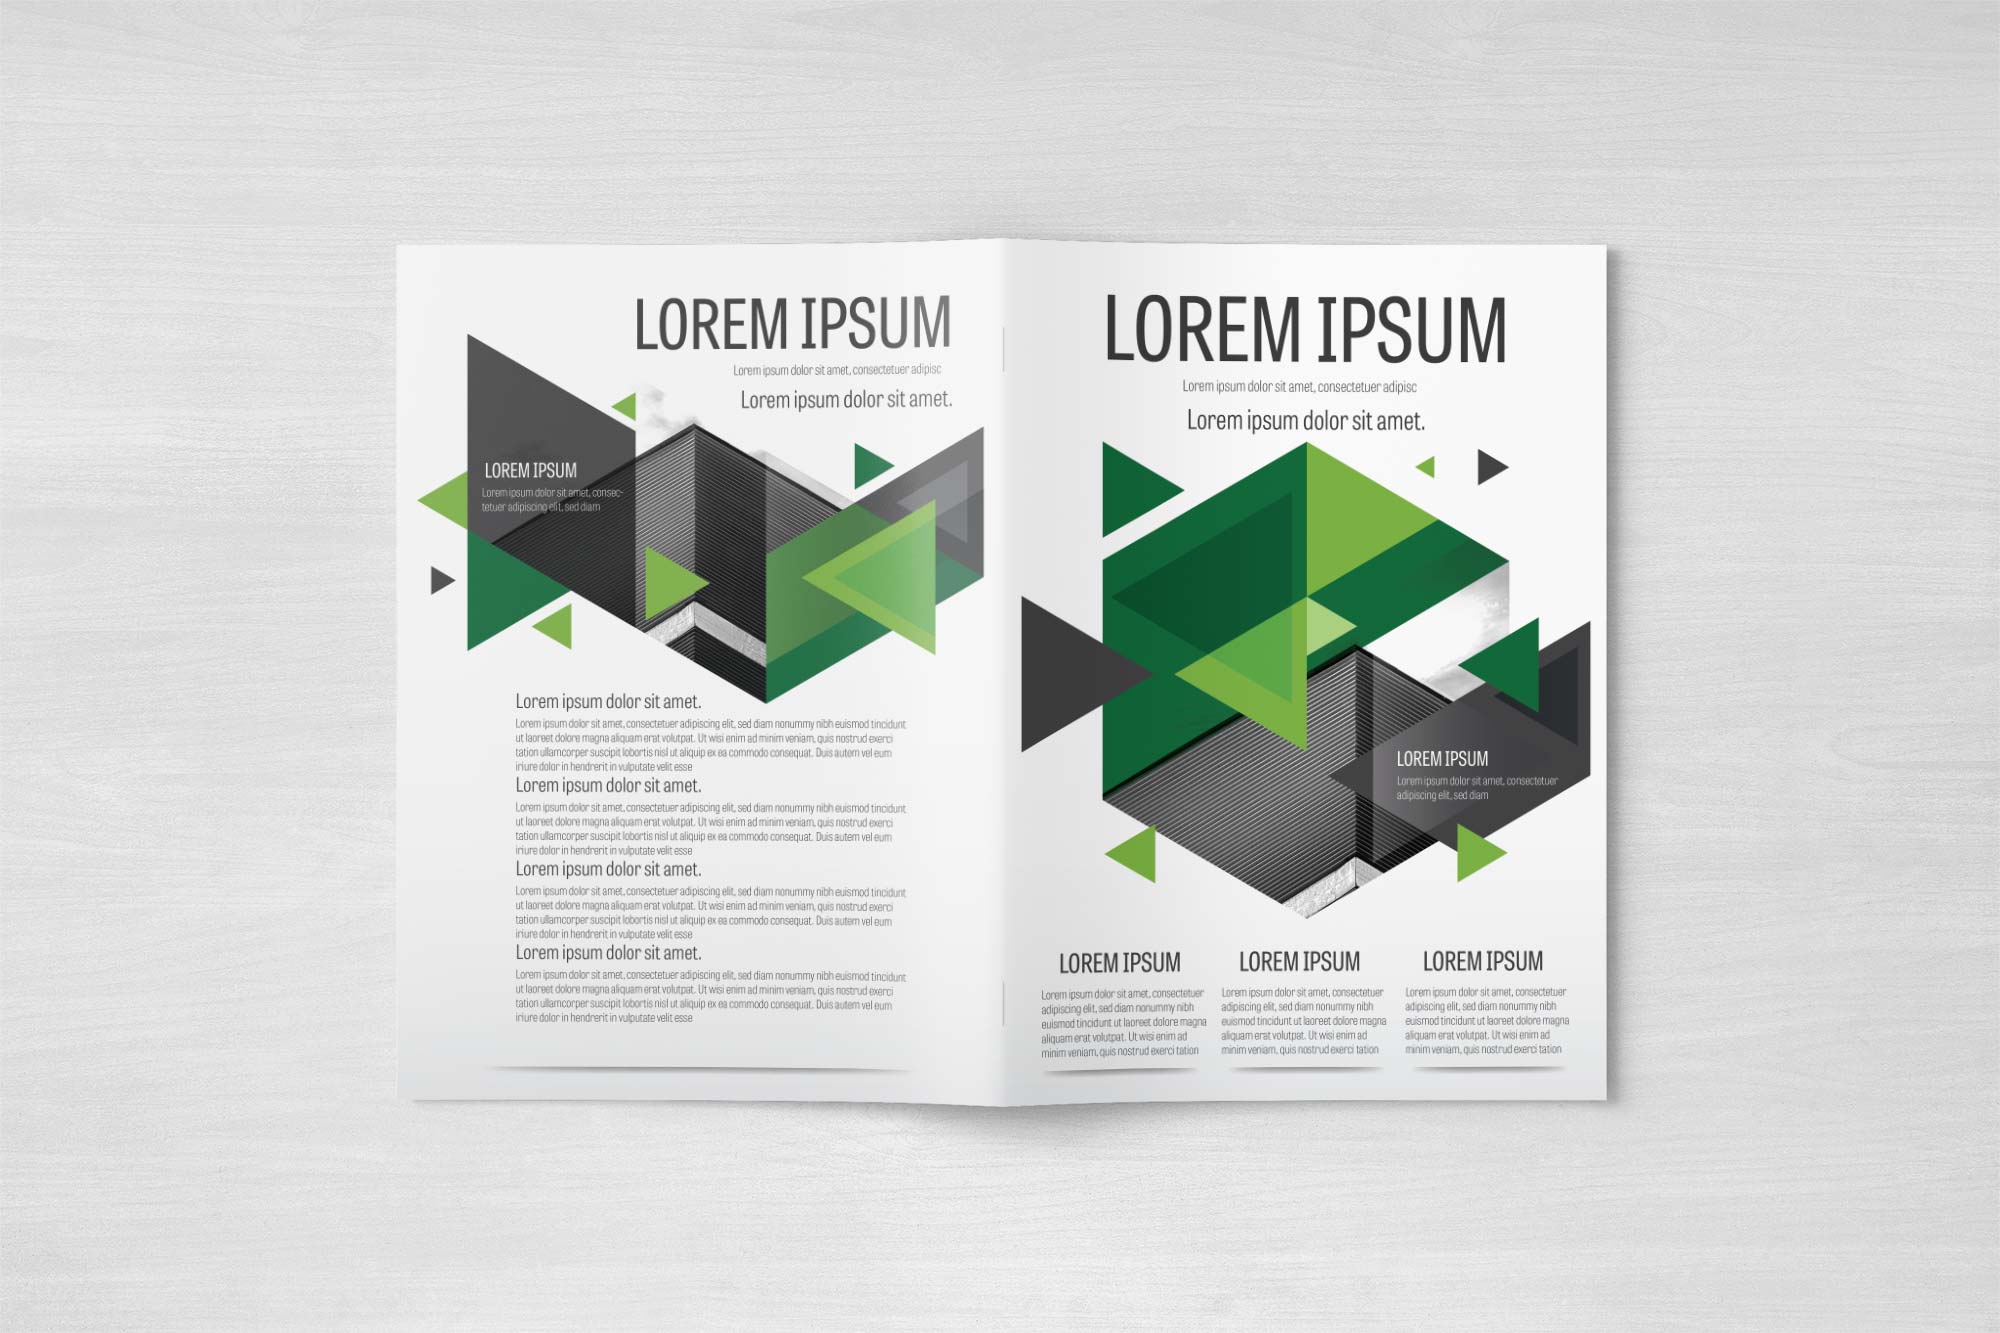 LOREM IPSUM
Lorem ipsum dolor sit amet, consectetuer adipisc
Lorem ipsum dolor sit amet.
LOREM IPSUM
Lorem ipsum dolor sit amet, consec-
tetuer adipiscing elit, sed diam
Lorem ipsum dolor sit amet.
Lorem ipsum dolor sit amet, consectetuer adipiscing elit, sed diam nonummy nibh euismod tincidunt
ut laoreet dolore magna aliquam erat volutpat. Ut wisi enim ad minim veniam, quis nostrud exerci
tation ullamcorper suscipit lobortis nisl ut aliquip ex ea commodo consequat. Duis autem vel eum
iriure dolor in hendrerit in vulputate velit esse
Lorem ipsum dolor sit amet.
Lorem ipsum dolor sit amet, consectetuer adipiscing elit, sed diam nonummy nibh euismod tincidunt
ut laoreet dolore magna aliquam erat volutpat. Ut wisi enim ad minim veniam, quis nostrud exerci
tation ullamcorper suscipit lobortis nisl ut aliquip ex ea commodo consequat. Duis autem vel eum
iriure dolor in hendrerit in vulputate velit esse
Lorem ipsum dolor sit amet.
Lorem ipsum dolor sit amet, consectetuer adipiscing elit, sed diam nonummy nibh euismod tincidunt
ut laoreet dolore magna aliquam erat volutpat. Ut wisi enim ad minim veniam, quis nostrud exerci
tation ullamcorper suscipit lobortis nisl ut aliquip ex ea commodo consequat. Duis autem vel eum
iriure dolor in hendrerit in vulputate velit esse
Lorem ipsum dolor sit amet.
Lorem ipsum dolor sit amet, consectetuer adipiscing elit, sed diam nonummy nibh euismod tincidunt
ut laoreet dolore magna aliquam erat volutpat. Ut wisi enim ad minim veniam, quis nostrud exerci
tation ullamcorper suscipit lobortis nisl ut aliquip ex ea commodo consequat. Duis autem vel eum
iriure dolor in hendrerit in vulputate velit esse
LOREM IPSUM
Lorem ipsum dolor sit amet, consectetuer adipisc
Lorem ipsum dolor sit amet.
LOREM IPSUM
Lorem ipsum dolor sit amet, consectetuer
adipiscing elit, sed diam
LOREM IPSUM
Lorem ipsum dolor sit amet, consectetuer
adipiscing elit, sed diam nonummy nibh
euismod tincidunt ut laoreet dolore magna
aliquam erat volutpat. Ut wisi enim ad
minim veniam, quis nostrud exerci tation
LOREM IPSUM
Lorem ipsum dolor sit amet, consectetuer
adipiscing elit, sed diam nonummy nibh
euismod tincidunt ut laoreet dolore magna
aliquam erat volutpat. Ut wisi enim ad
minim veniam, quis nostrud exerci tation
LOREM IPSUM
Lorem ipsum dolor sit amet, consectetuer
adipiscing elit, sed diam nonummy nibh
euismod tincidunt ut laoreet dolore magna
aliquam erat volutpat. Ut wisi enim ad
minim veniam, quis nostrud exerci tation